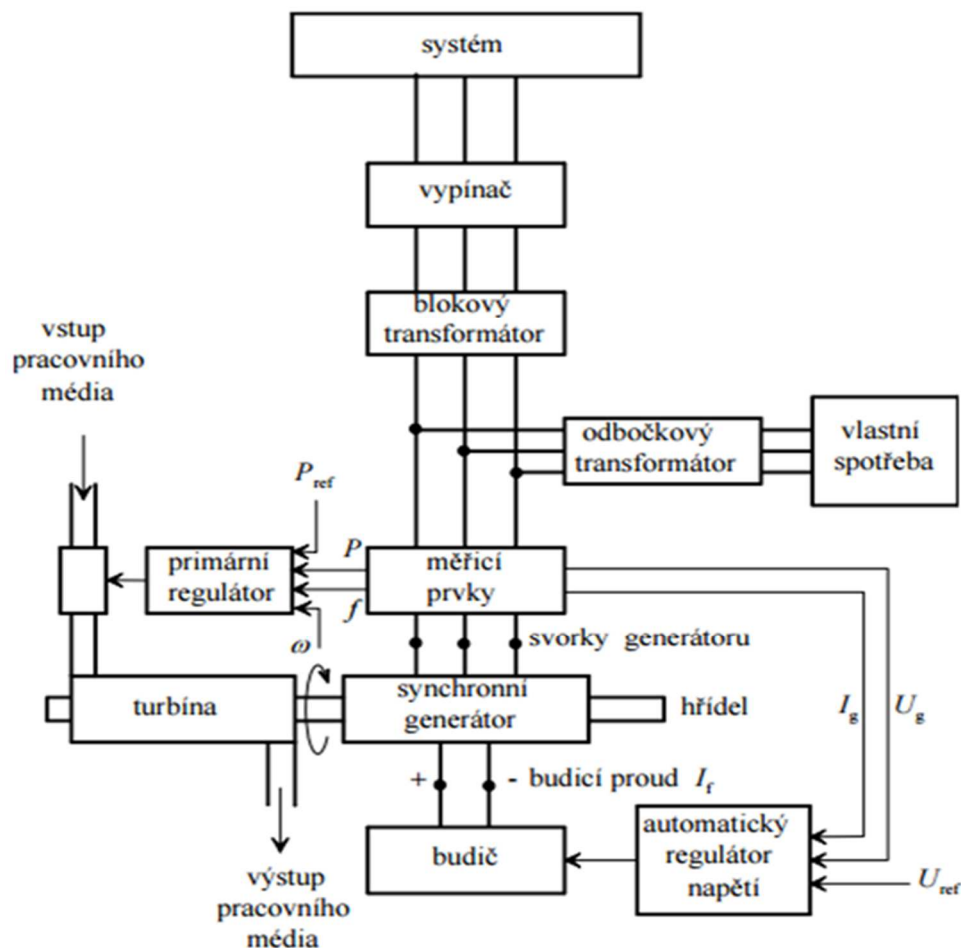 systém
vypínač
blokový
transformátor
vstup
pracovního
média
odbočkový
transformátor
vlastní
spotřeba
P_ref
primární
regulátor
P
f
ω
měřicí
prvky
svorky generátoru
turbína
synchronní
generátor
hřídel
I_g
U_g
+
- budicí proud I_f
budič
automatický
regulátor
napětí
U_ref
výstup
pracovního
média